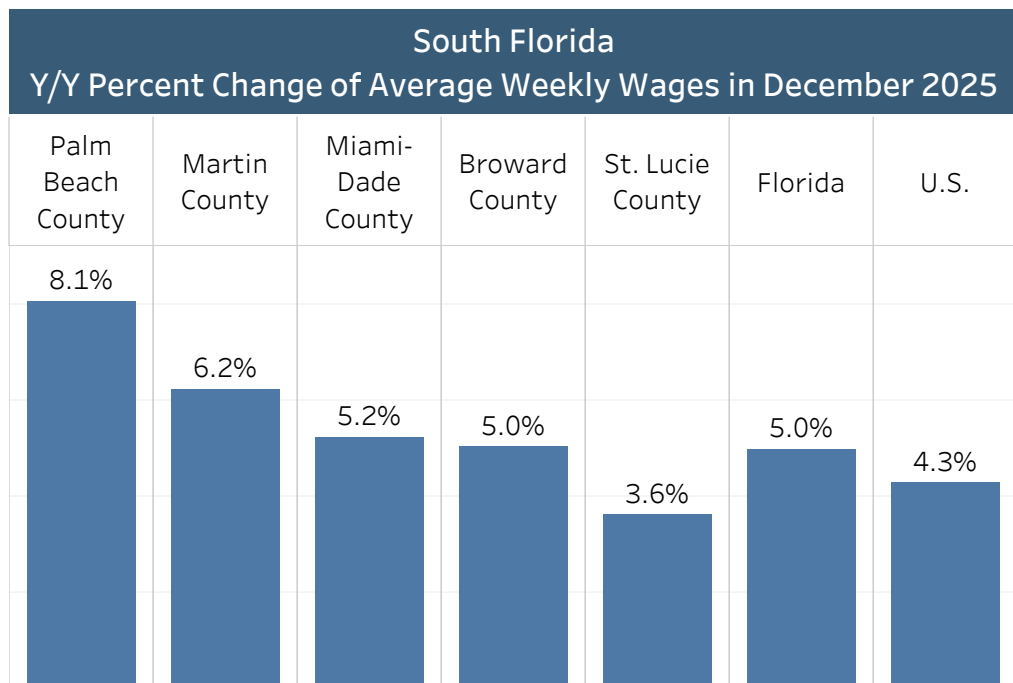 South Florida
Y/Y Percent Change of Average Weekly Wages in December 2025
Palm
Beach
County
Martin
County
Miami-
Dade
County
Broward
County
St. Lucie
County
Florida
U.S.
8.1%
6.2%
5.2%
5.0%
3.6%
5.0%
4.3%